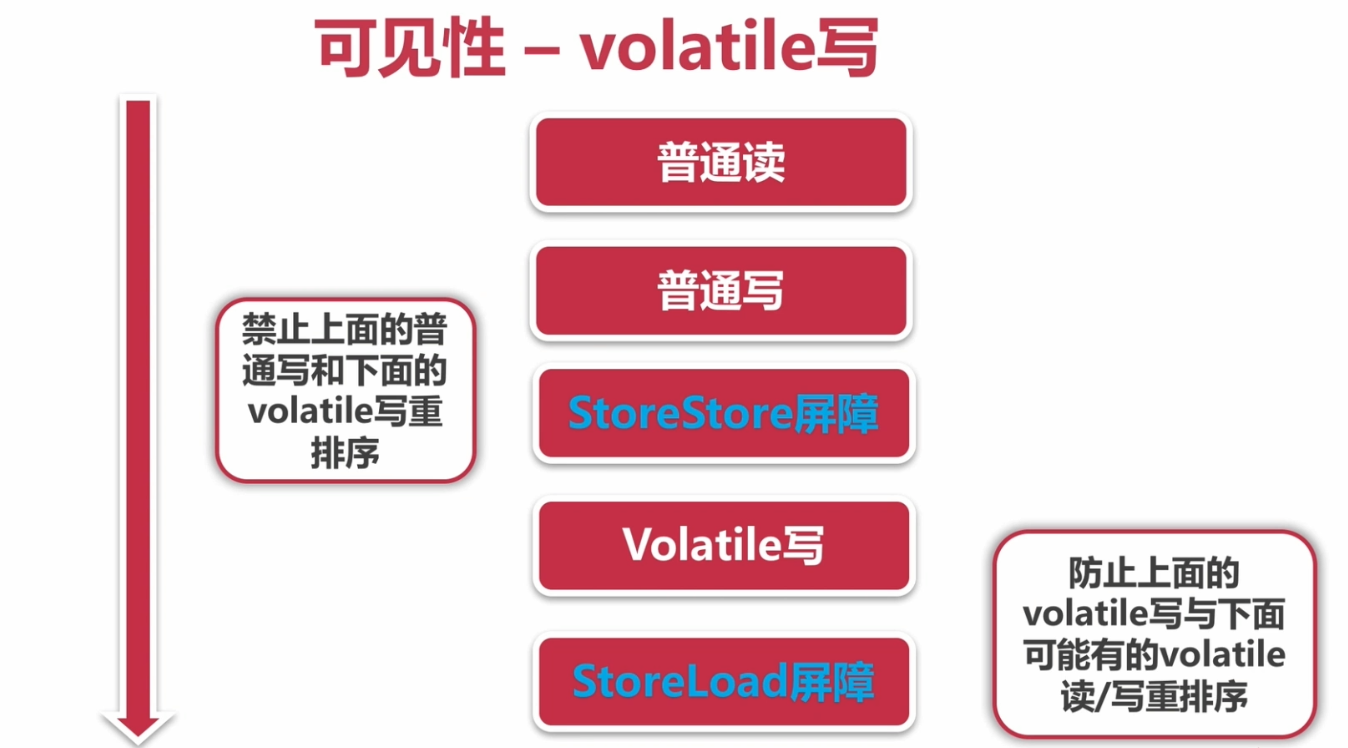 可见性 – volatile写
普通读
普通写
禁止上面的普
通写和下面的
volatile写重
排序
StoreStore屏障
Volatile写
StoreLoad屏障
防止上面的
volatile写与下面
可能有的volatile
读/写重排序